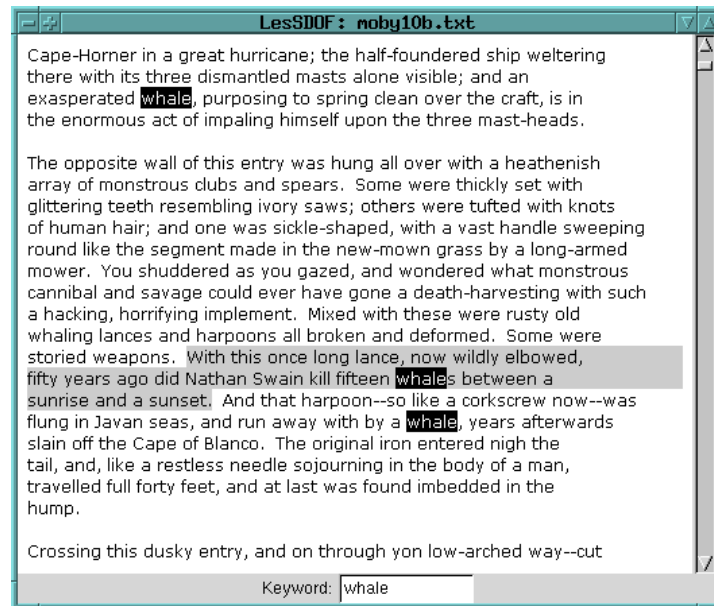 LesSDOF: moby10b.txt
Cape-Horner in a great hurricane; the half-foundered ship weltering
there with its three dismantled masts alone visible; and an
exasperated whale, purposing to spring clean over the craft, is in
the enormous act of impaling himself upon the three mast-heads.
The opposite wall of this entry was hung all over with a heathenish
array of monstrous clubs and spears.  Some were thickly set with
glittering teeth resembling ivory saws; others were tufted with knots
of human hair; and one was sickle-shaped, with a vast handle sweeping
round like the segment made in the new-mown grass by a long-armed
mower.  You shuddered as you gazed, and wondered what monstrous
cannibal and savage could ever have gone a death-harvesting with such
a hacking, horrifying implement.  Mixed with these were rusty old
whaling lances and harpoons all broken and deformed.  Some were
storied weapons.  With this once long lance, now wildly elbowed,
fifty years ago did Nathan Swain kill fifteen whales between a
sunrise and a sunset.  And that harpoon--so like a corkscrew now--was
flung in Javan seas, and run away with by a whale, years afterwards
slain off the Cape of Blanco.  The original iron entered nigh the
tail, and, like a restless needle sojourning in the body of a man,
travelled full forty feet, and at last was found imbedded in the
hump.
Crossing this dusky entry, and on through yon low-arched way--cut
Keyword: whale